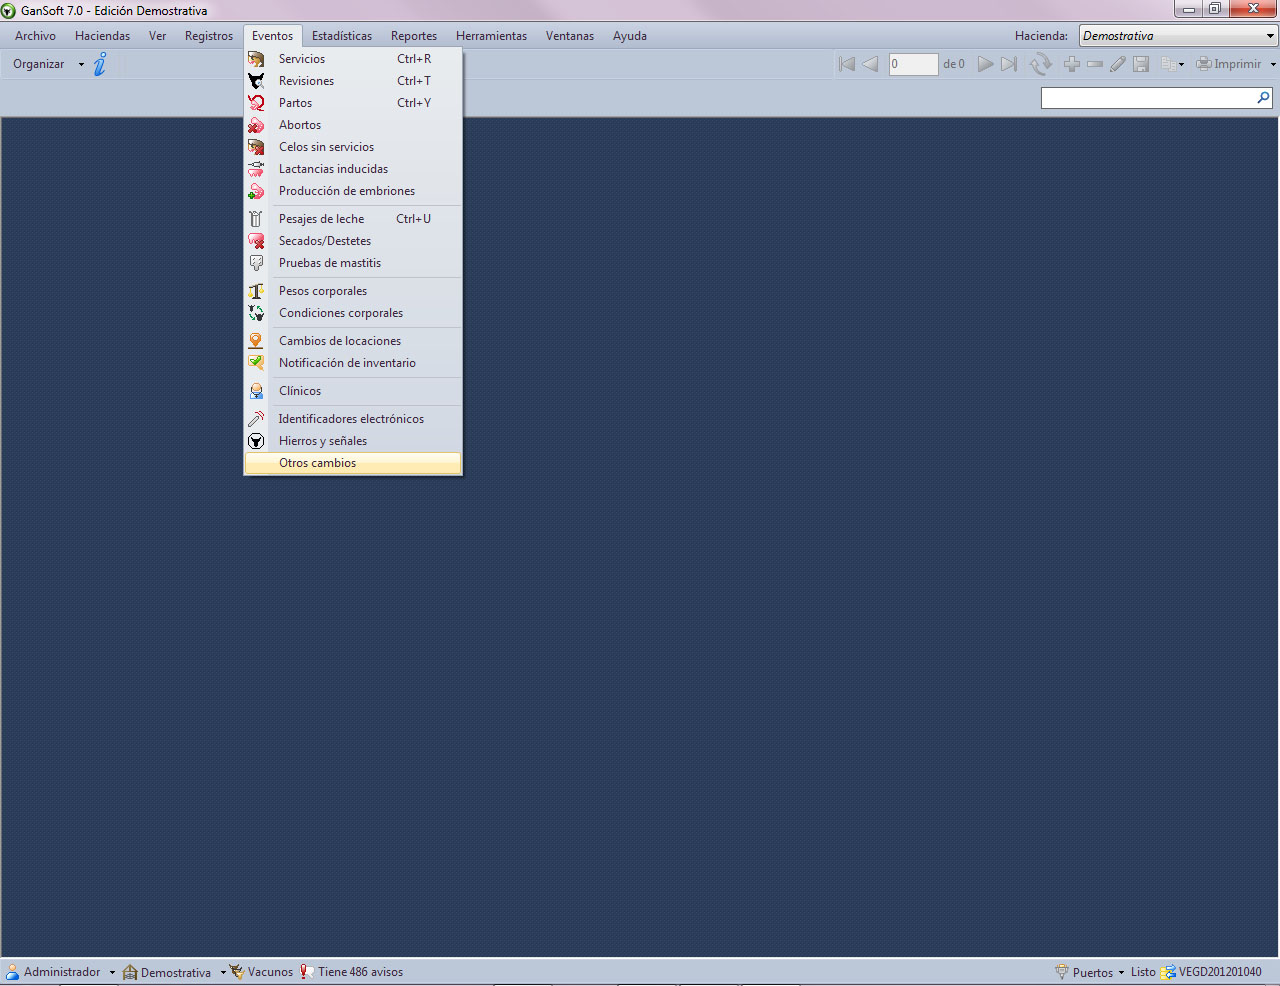 GanSoft 7.0 - Edición Demostrativa
Archivo Haciendas Ver Registros Eventos Estadísticas Reportes Herramientas Ventanas Ayuda Hacienda: Demostrativa
Organizar 0 de 0 Imprimir
Servicios Ctrl+R
Revisiones Ctrl+T
Partos Ctrl+Y
Abortos
Celos sin servicios
Lactancias inducidas
Producción de embriones
Pesajes de leche Ctrl+U
Secados/Destetes
Pruebas de mastitis
Pesos corporales
Condiciones corporales
Cambios de locaciones
Notificación de inventario
Clínicos
Identificadores electrónicos
Hierros y señales
Otros cambios
Administrador Demostrativa Vacunos Tiene 486 avisos Puertos Listo VEGD201201040